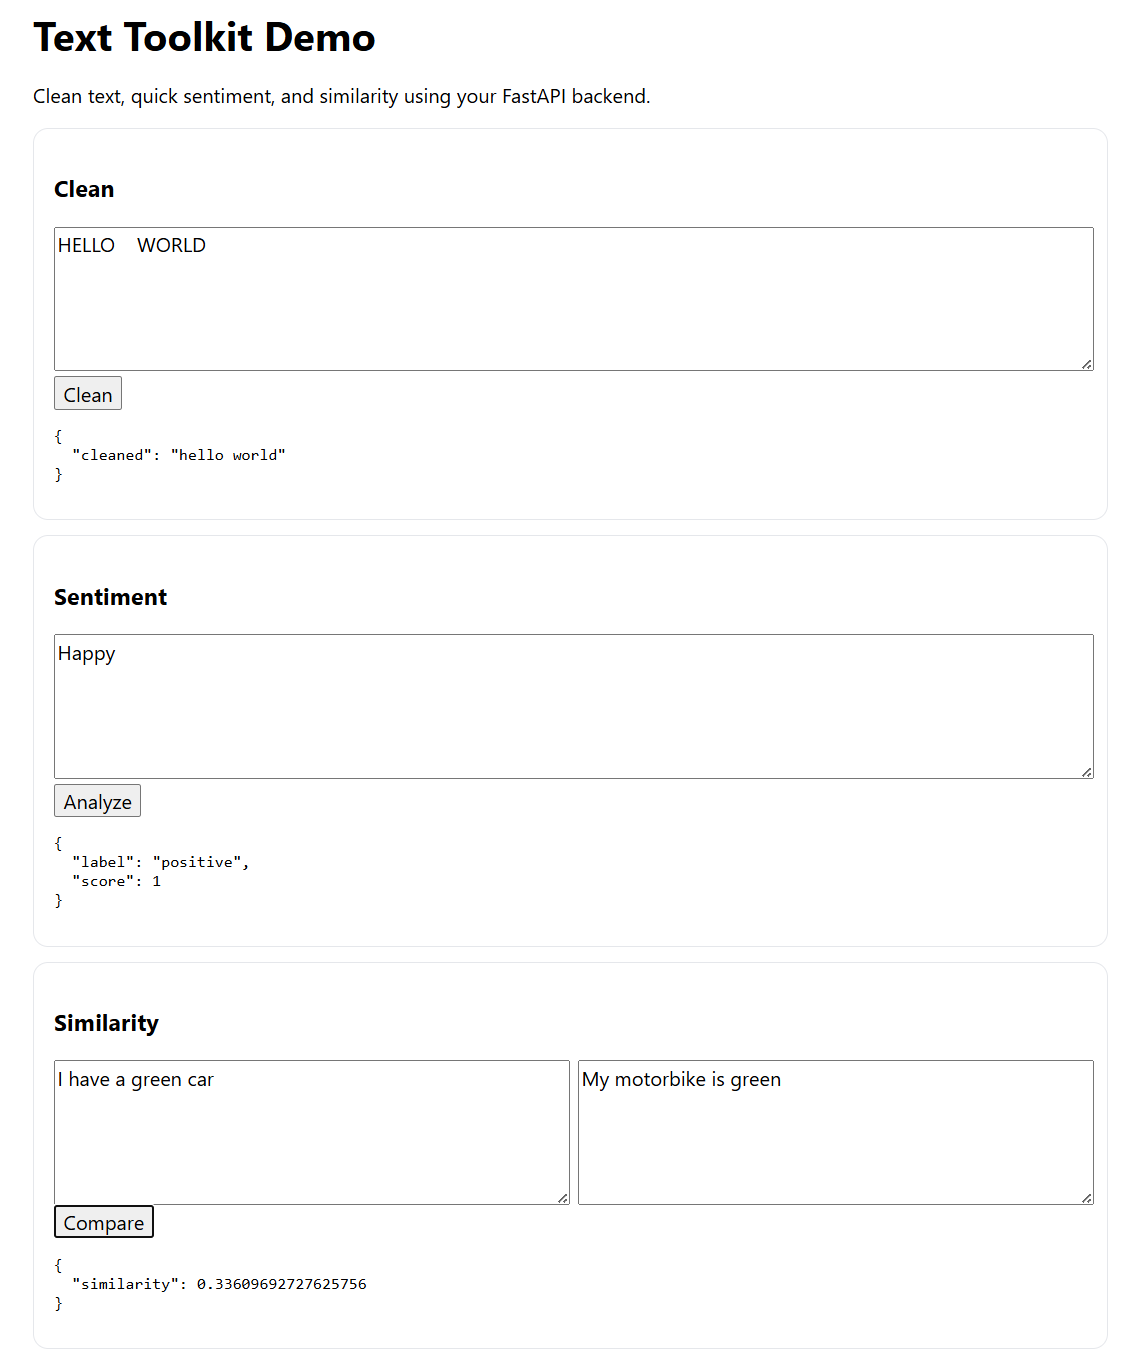 Text Toolkit Demo
Clean text, quick sentiment, and similarity using your FastAPI backend.
Clean
HELLO    WORLD
Clean
{
  "cleaned": "hello world"
}
Sentiment
Happy
Analyze
{
  "label": "positive",
  "score": 1
}
Similarity
I have a green car
My motorbike is green
Compare
{
  "similarity": 0.33609692727625756
}